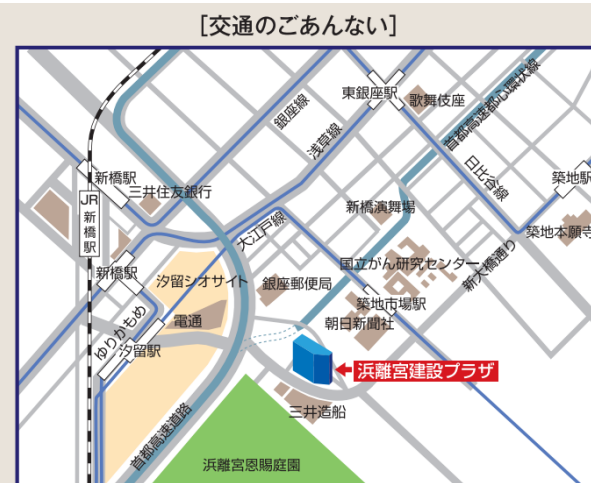 [交通のごあんない]
東銀座駅
歌舞伎座
首都高速都心環状線
銀座線
浅草線
日比谷線
新橋駅
三井住友銀行
JR新橋駅
築地駅
築地本願寺
新橋演舞場
大江戸線
新大橋通り
国立がん研究センター
新橋駅
汐留シオサイト
銀座郵便局
築地市場駅
朝日新聞社
電通
ゆりかもめ
汐留駅
浜離宮建設プラザ
三井造船
首都高速道路
浜離宮恩賜庭園